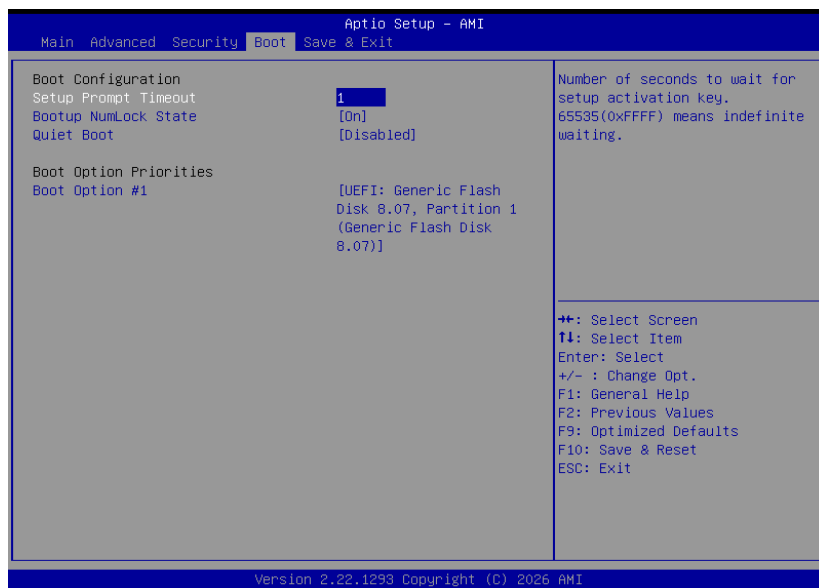 Aptio Setup – AMI
Main Advanced Security Boot Save & Exit
Boot Configuration
Setup Prompt Timeout 1
Bootup NumLock State [On]
Quiet Boot [Disabled]
Boot Option Priorities
Boot Option #1 [UEFI: Generic Flash
Disk 8.07, Partition 1
(Generic Flash Disk
8.07)]
Number of seconds to wait for
setup activation key.
65535(0xFFFF) means indefinite
waiting.
→←: Select Screen
↑↓: Select Item
Enter: Select
+/- : Change Opt.
F1: General Help
F2: Previous Values
F9: Optimized Defaults
F10: Save & Reset
ESC: Exit
Version 2.22.1293 Copyright (C) 2026 AMI